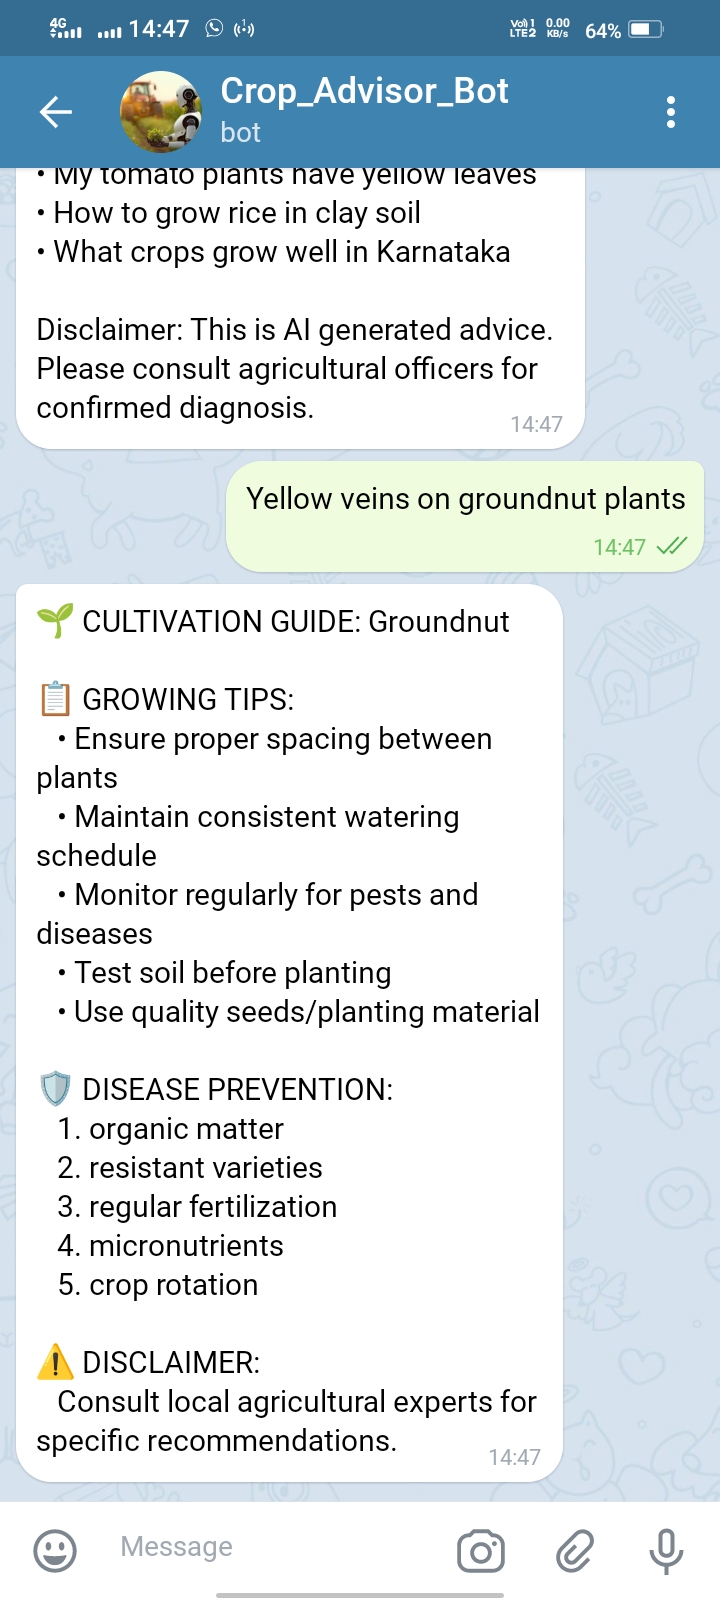 4G 14:47 Vo)) 1 LTE2 0.00 KB/s 64%
Crop_Advisor_Bot
bot
• My tomato plants have yellow leaves
• How to grow rice in clay soil
• What crops grow well in Karnataka
Disclaimer: This is AI generated advice.
Please consult agricultural officers for
confirmed diagnosis.
14:47
Yellow veins on groundnut plants
14:47
🌱 CULTIVATION GUIDE: Groundnut
📋 GROWING TIPS:
• Ensure proper spacing between
plants
• Maintain consistent watering
schedule
• Monitor regularly for pests and
diseases
• Test soil before planting
• Use quality seeds/planting material
🛡️ DISEASE PREVENTION:
1. organic matter
2. resistant varieties
3. regular fertilization
4. micronutrients
5. crop rotation
⚠️ DISCLAIMER:
Consult local agricultural experts for
specific recommendations.
14:47
Message